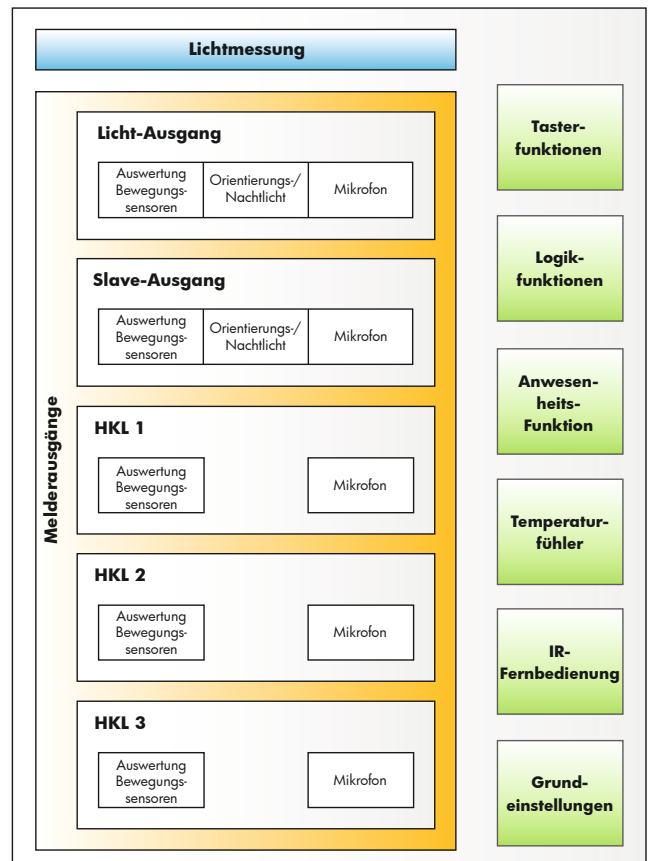 Lichtmessung
Melderausgänge
Licht-Ausgang
Auswertung
Bewegungs-
sensoren
Orientierungs-/
Nachtlicht
Mikrofon
Slave-Ausgang
Auswertung
Bewegungs-
sensoren
Orientierungs-/
Nachtlicht
Mikrofon
HKL 1
Auswertung
Bewegungs-
sensoren
Mikrofon
HKL 2
Auswertung
Bewegungs-
sensoren
Mikrofon
HKL 3
Auswertung
Bewegungs-
sensoren
Mikrofon
Taster-
funktionen
Logik-
funktionen
Anwesen-
heits-
Funktion
Temperatur-
fühler
IR-
Fernbedienung
Grund-
einstellungen